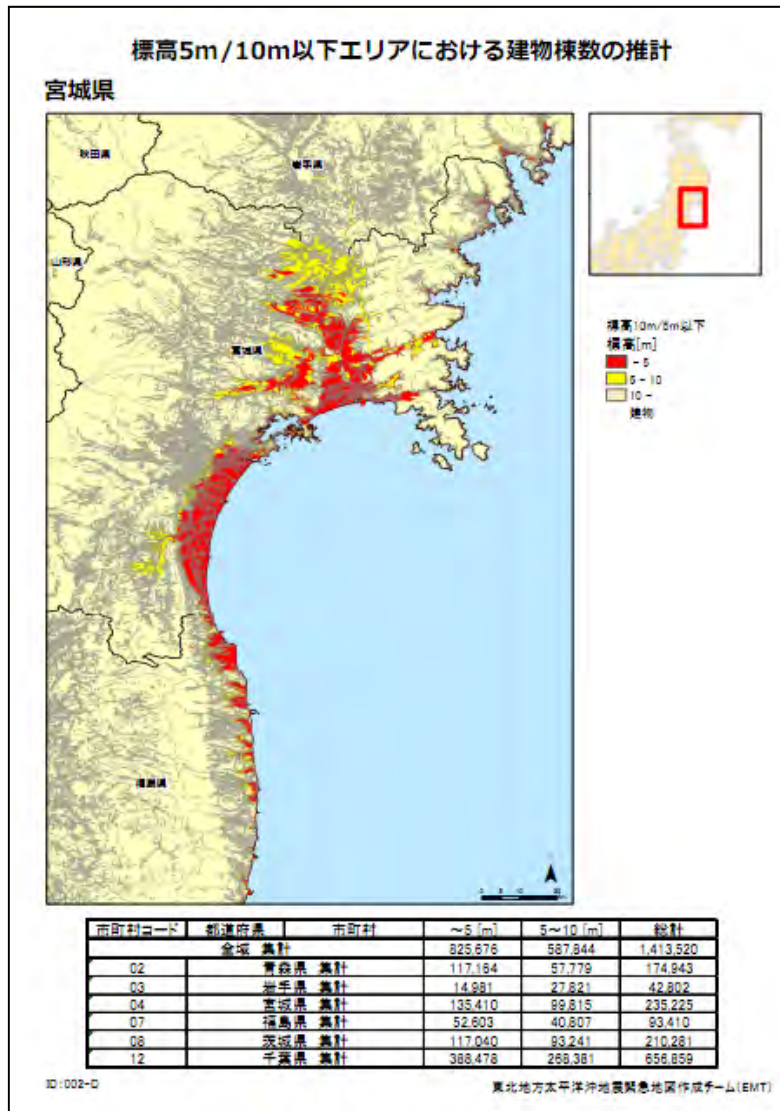 標高5m/10m以下エリアにおける建物棟数の推計
宮城県
秋田県
岩手県
山形県
宮城県
福島県
標高10m/5m以下
標高[m]
- 5
5 - 10
10 -
建物
市町村コード 都道府県 市町村 ~5 [m] 5~10 [m] 総計
全域 集計 825,676 587,844 1,413,520
02 青森県 集計 117,164 57,779 174,943
03 岩手県 集計 14,981 27,821 42,802
04 宮城県 集計 135,410 99,815 235,225
07 福島県 集計 52,603 40,807 93,410
08 茨城県 集計 117,040 93,241 210,281
12 千葉県 集計 388,478 268,381 656,859
ID:002-D
東北地方太平洋沖地震緊急地図作成チーム(EMT)